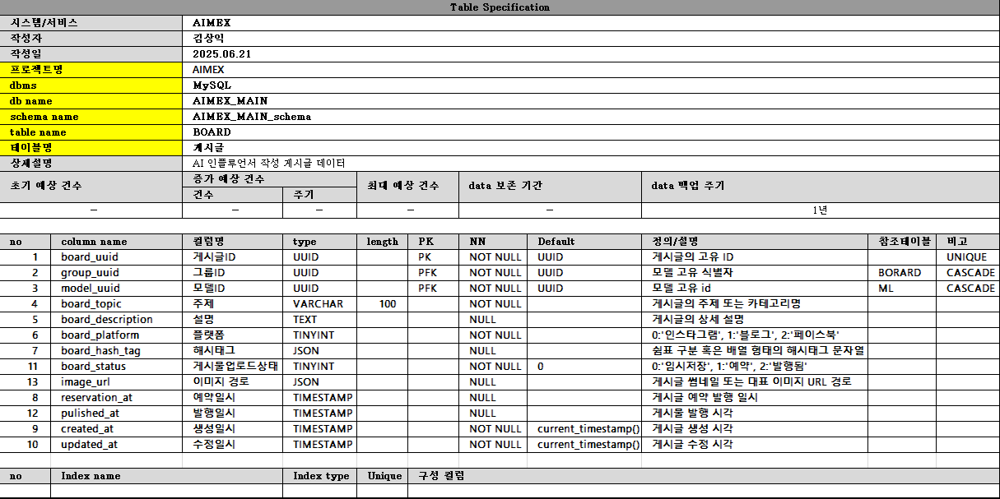 Table Specification
시스템/서비스 AIMEX
작성자 김상익
작성일 2025.06.21
프로젝트명 AIMEX
dbms MySQL
db name AIMEX_MAIN
schema name AIMEX_MAIN_schema
table name BOARD
테이블명 게시글
상세설명 AI 인플루언서 작성 게시글 데이터
초기 예상 건수 증가 예상 건수 최대 예상 건수 data 보존 기간 data 백업 주기
건수 주기
– – – – – 1년
no column name 컬럼명 type length PK NN Default 정의/설명 참조테이블 비고
1 board_uuid 게시글ID UUID PK NOT NULL UUID 게시글의 고유 ID UNIQUE
2 group_uuid 그룹ID UUID PFK NOT NULL UUID 모델 고유 식별자 BORARD CASCADE
3 model_uuid 모델ID UUID PFK NOT NULL UUID 모델 고유 id ML CASCADE
4 board_topic 주제 VARCHAR 100 NOT NULL 게시글의 주제 또는 카테고리명
5 board_description 설명 TEXT NULL 게시글의 상세 설명
6 board_platform 플랫폼 TINYINT NOT NULL 0:'인스타그램', 1:'블로그', 2:'페이스북'
7 board_hash_tag 해시태그 JSON NULL 쉼표 구분 혹은 배열 형태의 해시태그 문자열
11 board_status 게시물업로드상태 TINYINT NOT NULL 0 0:'임시저장', 1:'예약', 2:'발행됨'
13 image_url 이미지 경로 JSON NULL 게시글 썸네일 또는 대표 이미지 URL 경로
8 reservation_at 예약일시 TIMESTAMP NULL 게시글 예약 발행 일시
12 pulished_at 발행일시 TIMESTAMP NULL 게시물 발행 시각
9 created_at 생성일시 TIMESTAMP NOT NULL current_timestamp() 게시글 생성 시각
10 updated_at 수정일시 TIMESTAMP NOT NULL current_timestamp() 게시글 수정 시각
no Index name Index type Unique 구성 컬럼